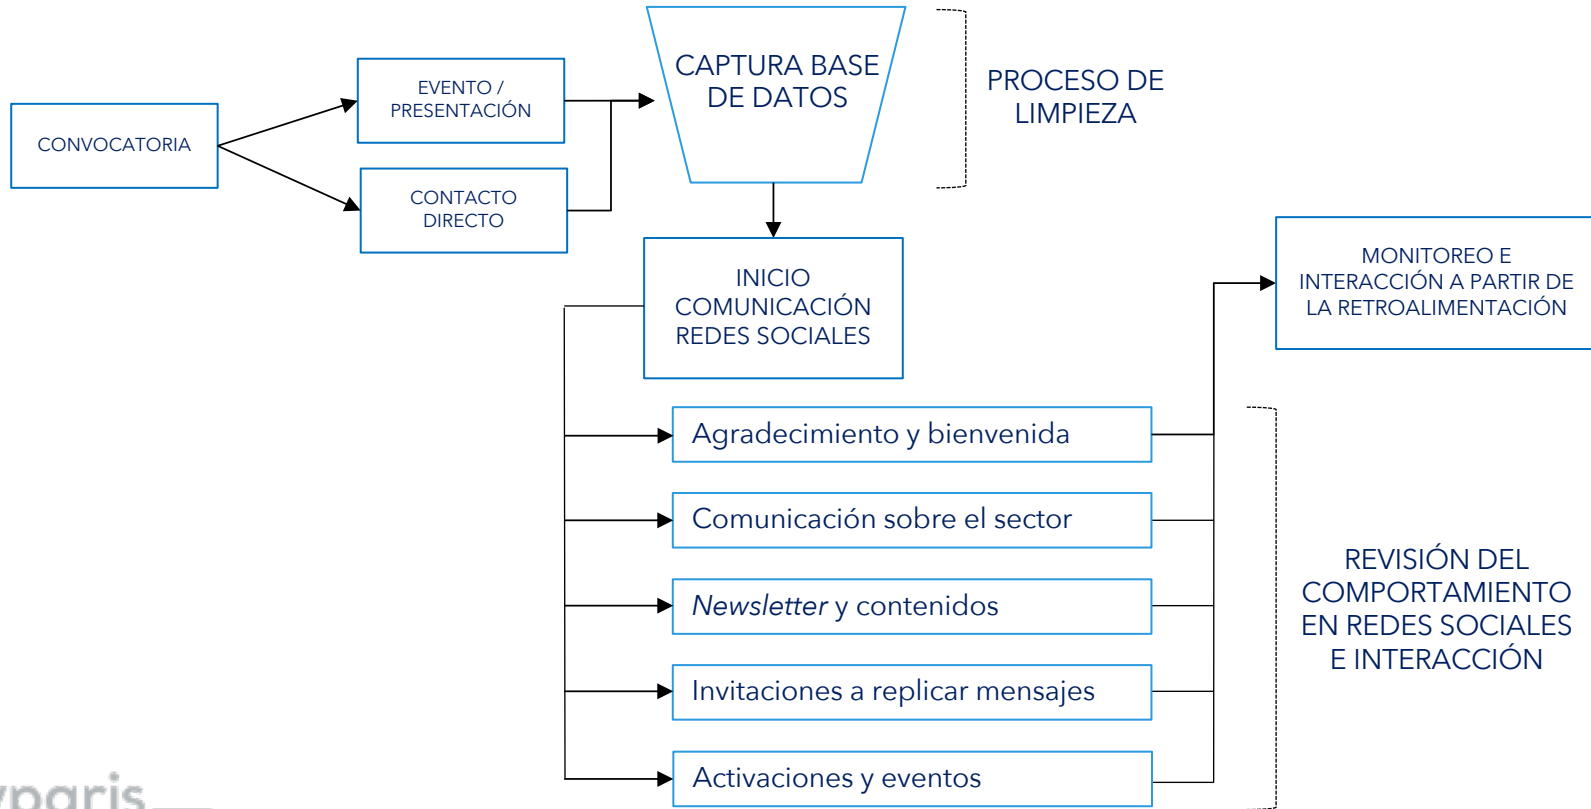 CONVOCATORIA
EVENTO /
PRESENTACIÓN
CONTACTO
DIRECTO
CAPTURA BASE
DE DATOS
PROCESO DE
LIMPIEZA
INICIO
COMUNICACIÓN
REDES SOCIALES
MONITOREO E
INTERACCIÓN A PARTIR DE
LA RETROALIMENTACIÓN
Agradecimiento y bienvenida
Comunicación sobre el sector
Newsletter y contenidos
Invitaciones a replicar mensajes
Activaciones y eventos
REVISIÓN DEL
COMPORTAMIENTO
EN REDES SOCIALES
E INTERACCIÓN